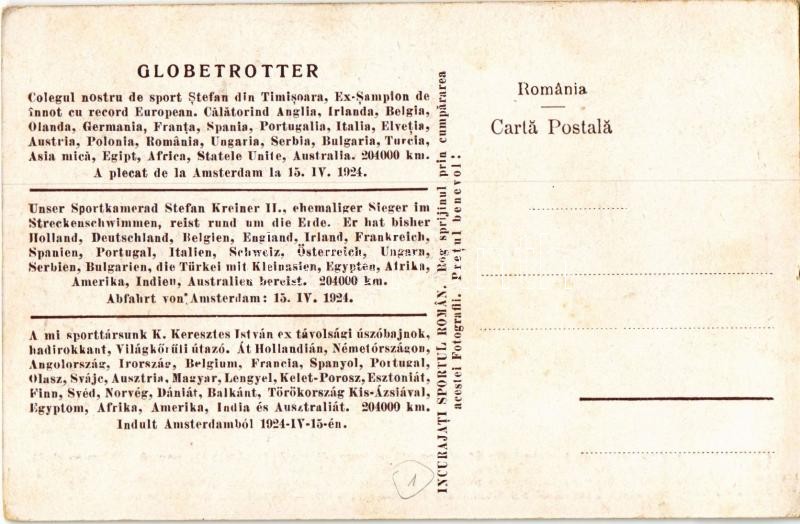 GLOBETROTTER
Colegul nostru de sport Ștefan din Timișoara, Ex-Șampion de
înnot cu record European. Călătorind Anglia, Irlanda, Belgia,
Olanda, Germania, Franța, Spania, Portugalia, Italia, Elveția,
Austria, Polonia, România, Ungaria, Serbia, Bulgaria, Turcia,
Asia mică, Egipt, Africa, Statele Unite, Australia. 204000 km.
A plecat de la Amsterdam la 15. IV. 1924.
Unser Sportkamerad Stefan Kreiner II., ehemaliger Sieger im
Streckenschwimmen, reist rund um die Erde. Er hat bisher
Holland, Deutschland, Belgien, England, Irland, Frankreich,
Spanien, Portugal, Italien, Schweiz, Österreich, Ungarn,
Serbien, Bulgarien, die Türkei mit Kleinasien, Egypten, Afrika,
Amerika, Indien, Australien bereist. 204000 km.
Abfahrt von Amsterdam: 15. IV. 1924.
A mi sporttársunk K. Keresztes István ex távolsági úszóbajnok,
hadirokkant, Világkörüli útazó. Át Hollandián, Németórszágon,
Angolország, Irország, Belgium, Francia, Spanyol, Portugal,
Olasz, Svájc, Ausztria, Magyar, Lengyel, Kelet-Porosz, Esztoniát,
Finn, Svéd, Norvég, Dániát, Balkánt, Törökország Kis-Ázsiával,
Egyptom, Afrika, Amerika, India és Ausztraliát. 204000 km.
Indult Amsterdamból 1924-IV-15-én.
INCURAJAȚI SPORTUL ROMÂN. Rog sprijinul prin cumpărarea
acestei Fotografii. Prețul benevol!
România
Cartă Postală
1